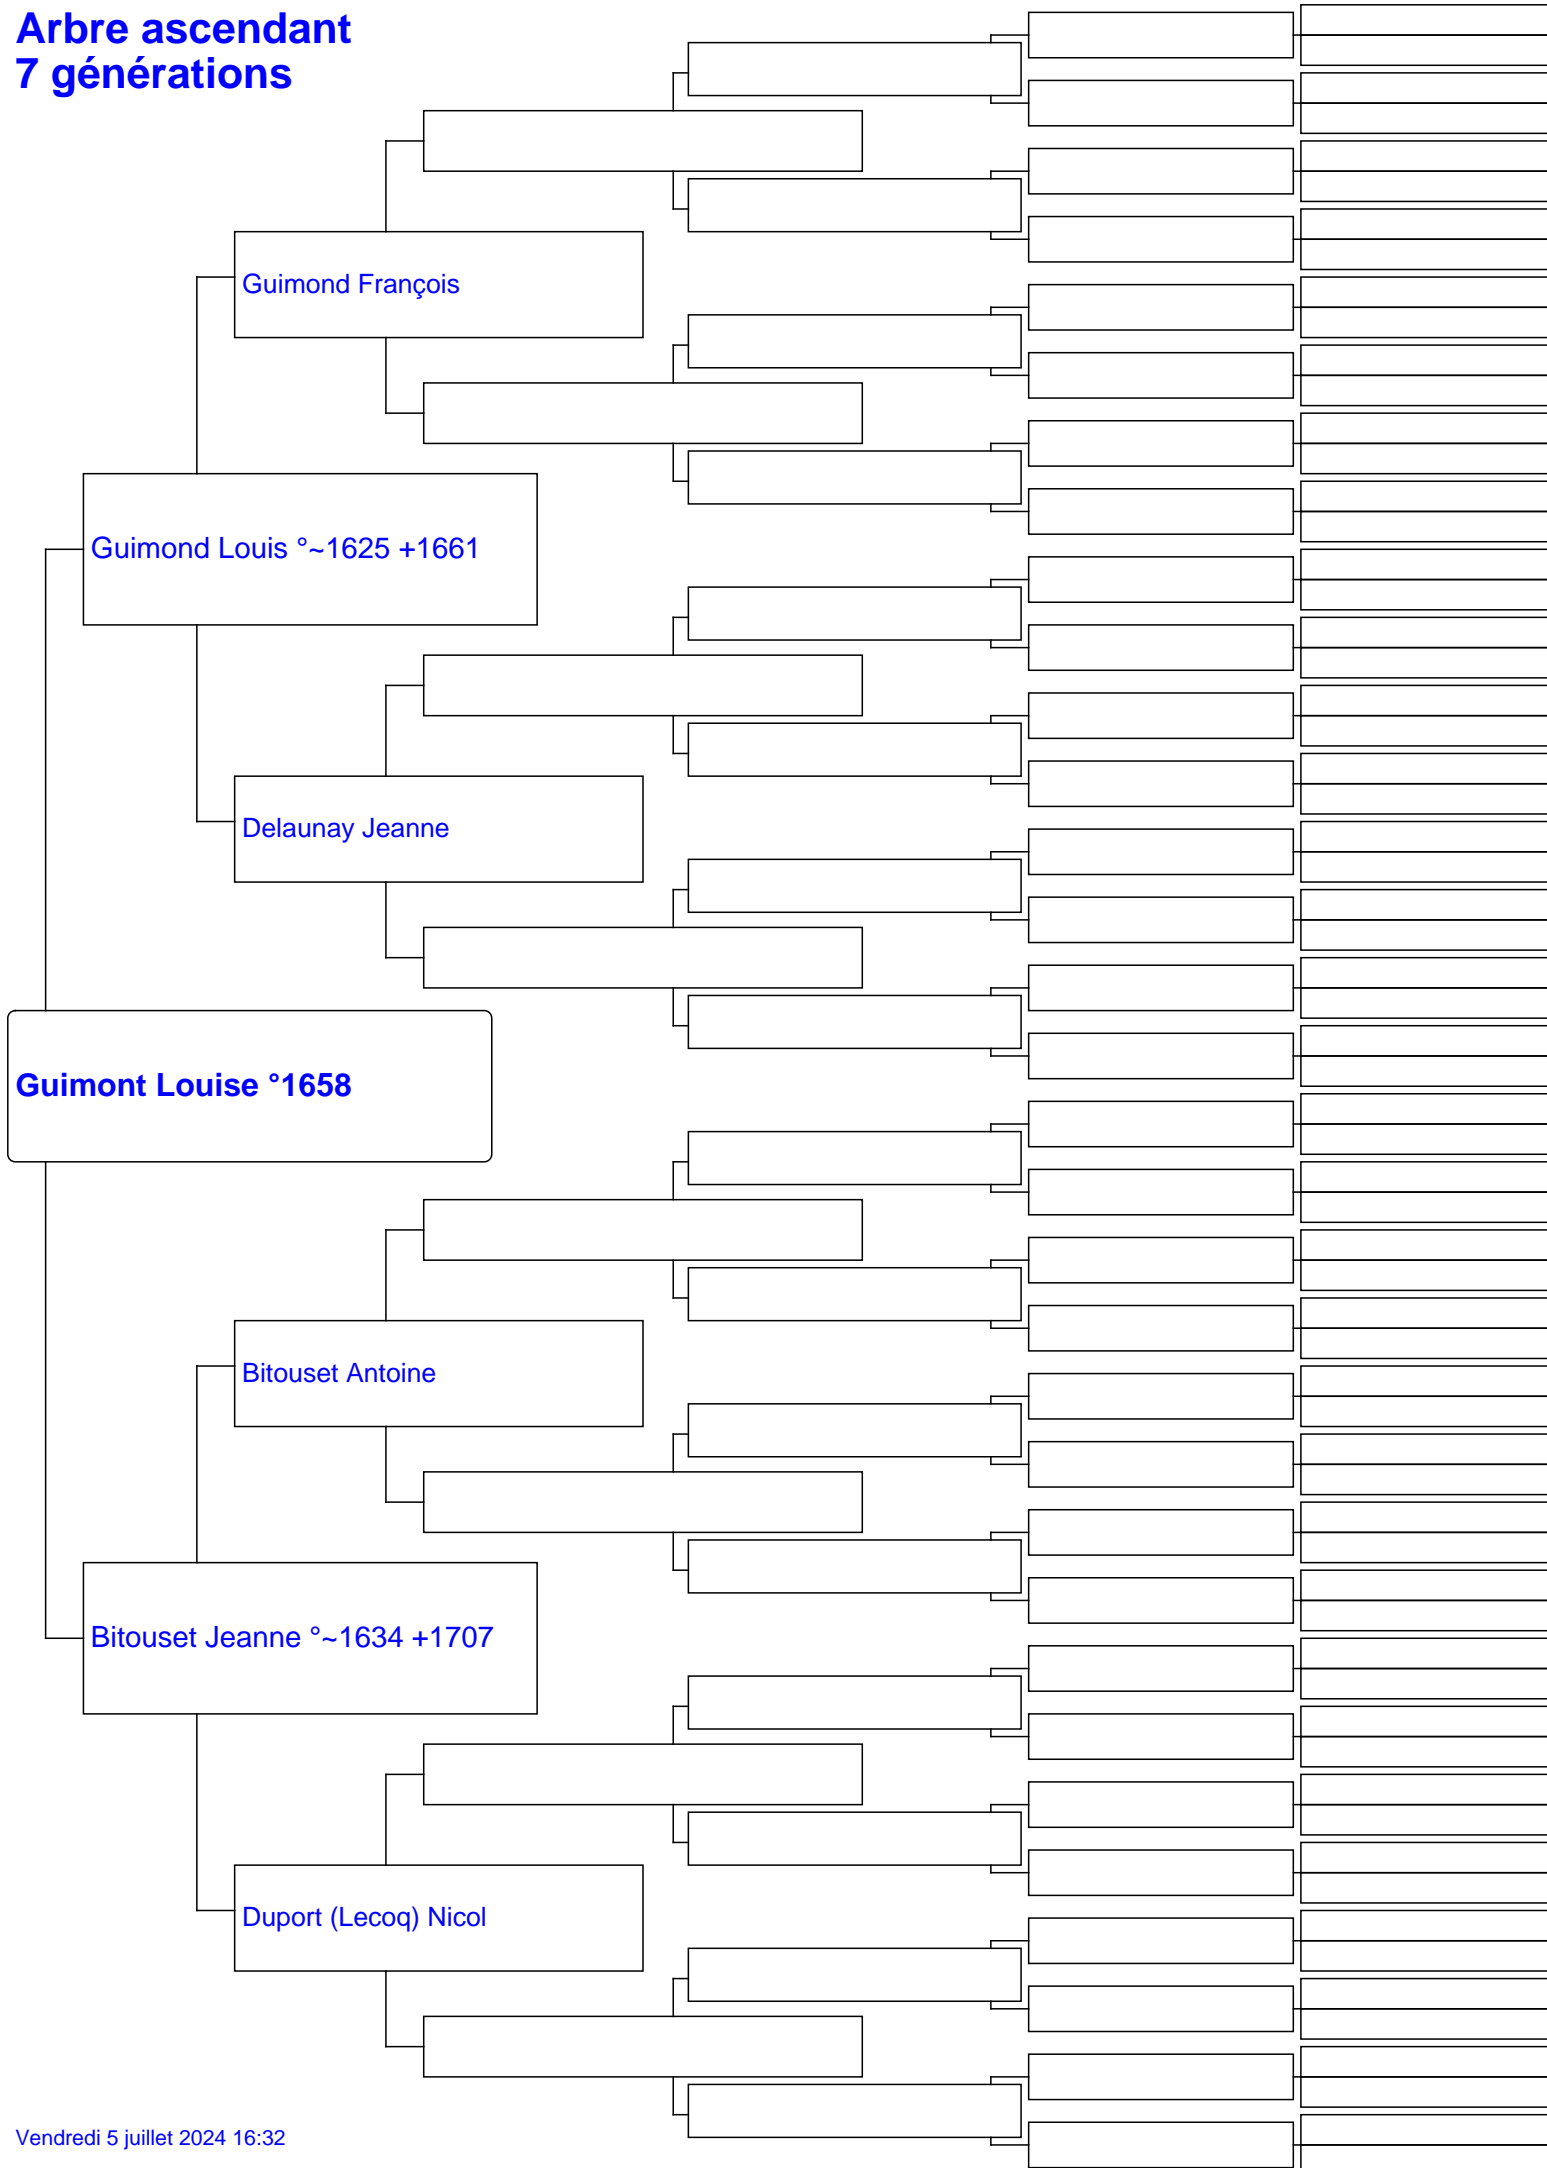 Arbre ascendant
7 générations
Guimond François
Guimond Louis °~1625 +1661
Delaunay Jeanne
Guimont Louise °1658
Bitouset Antoine
Bitouset Jeanne °~1634 +1707
Duport (Lecoq) Nicol
Vendredi 5 juillet 2024 16:32